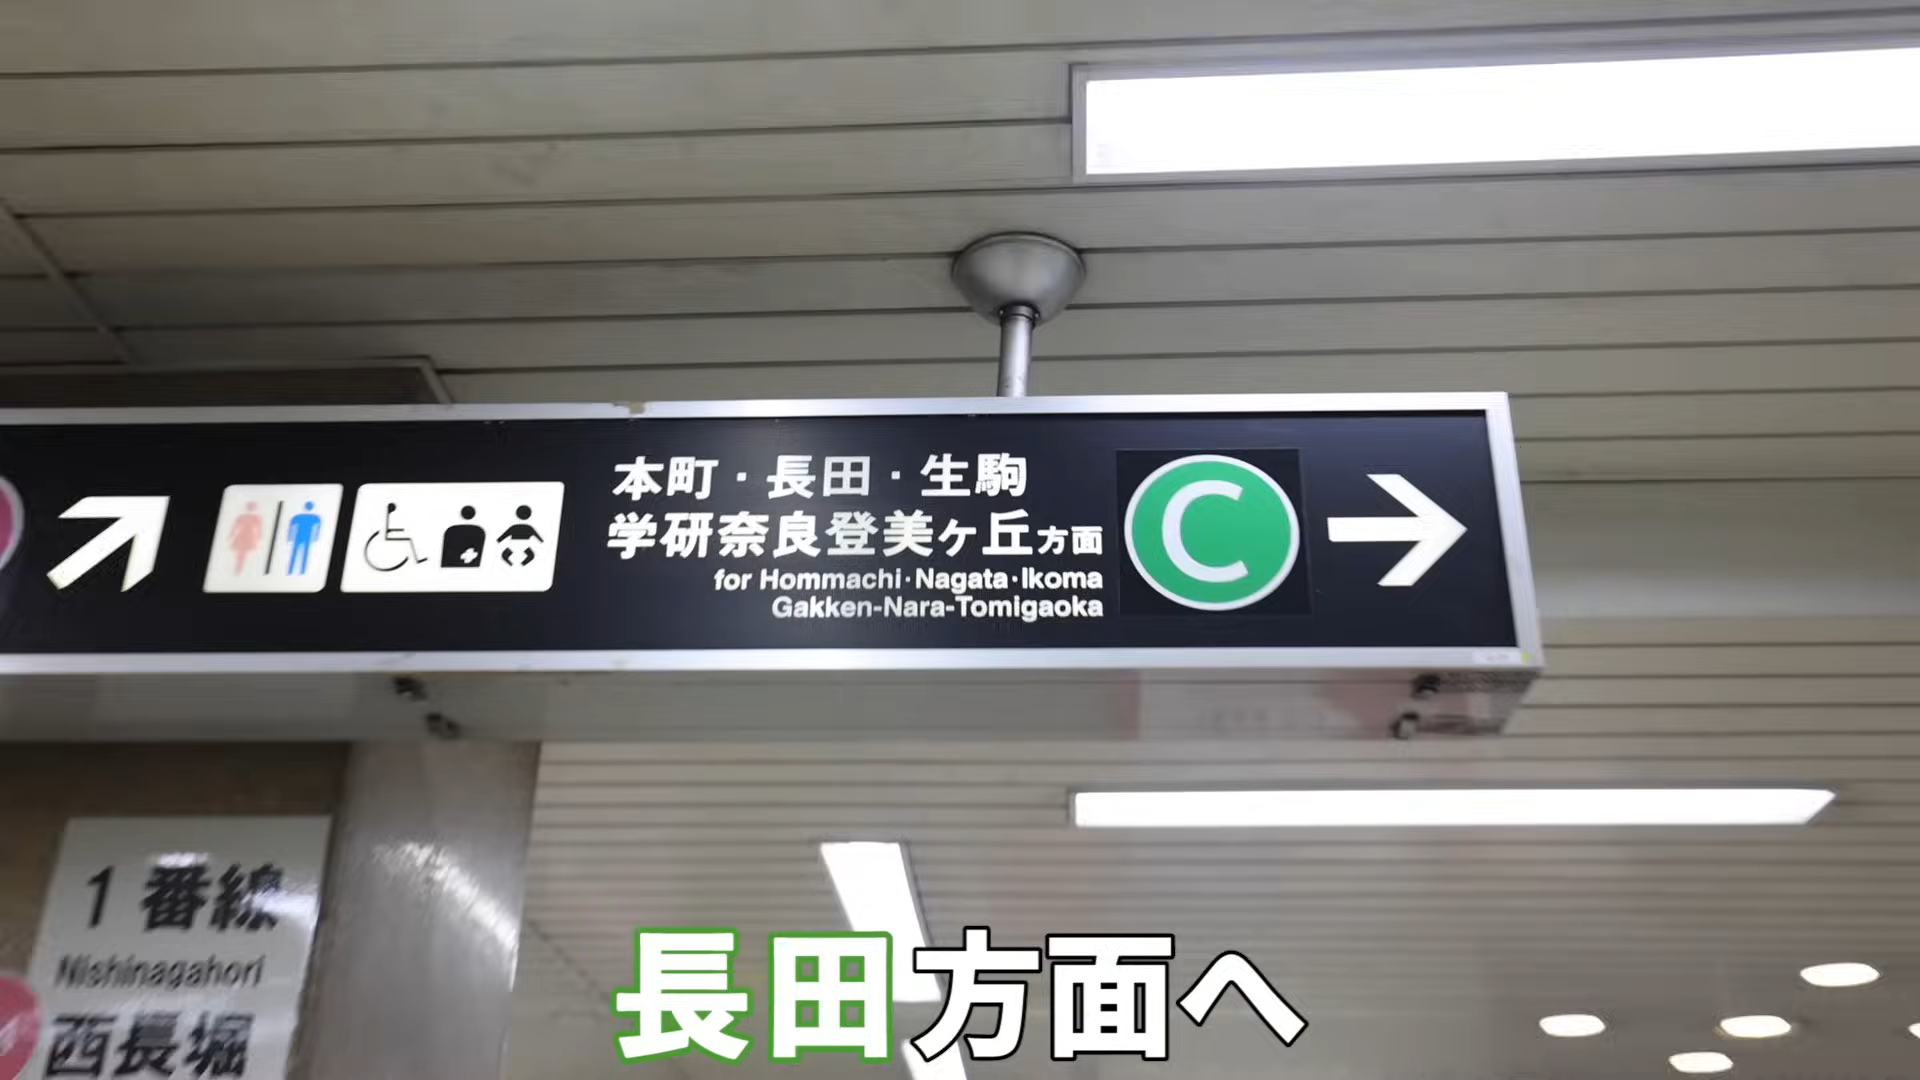 本町・長田・生駒
学研奈良登美ヶ丘方面
for Hommachi·Nagata·Ikoma
Gakken-Nara-Tomigaoka
C
1番線
Nishinagahori
西長堀
長田方面へ